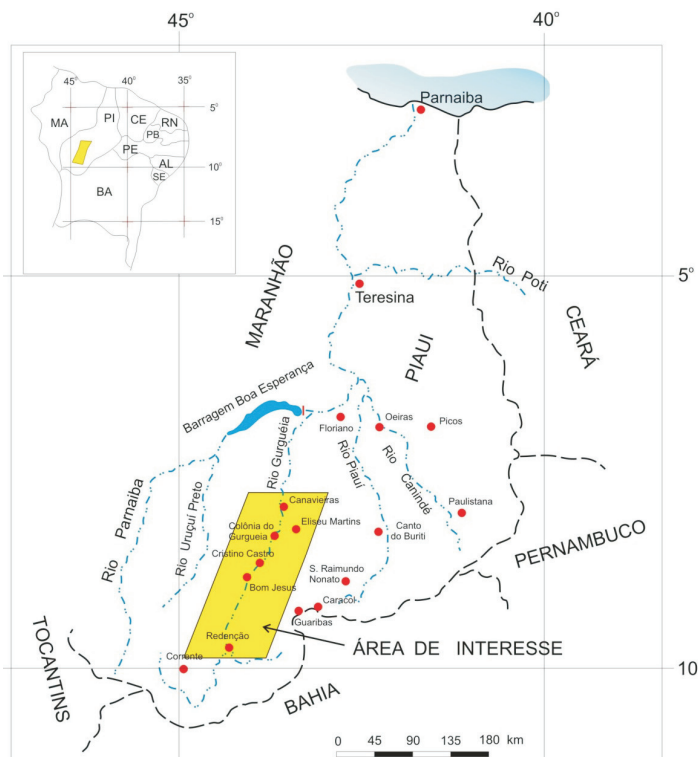 45°
40°
45°
40°
35°
5°
10°
15°
MA
PI
CE
RN
PB
PE
AL
SE
BA
Parnaiba
5°
Rio Poti
MARANHÃO
Teresina
CEARÁ
PIAUI
Barragem Boa Esperança
Rio Gurguéia
Floriano
Oeiras
Picos
Rio Piauí
Rio Canindé
Rio Parnaiba
Rio Uruçuí Preto
Canavierras
Paulistana
Colônia do
Gurgueia
Eliseu Martins
Canto
do Buriti
PERNAMBUCO
Cristino Castro
Bom Jesus
S. Raimundo
Nonato
Caracol
Guaribas
Redenção
ÁREA DE INTERESSE
Corrente
10
TOCANTINS
BAHIA
0 45 90 135 180 km